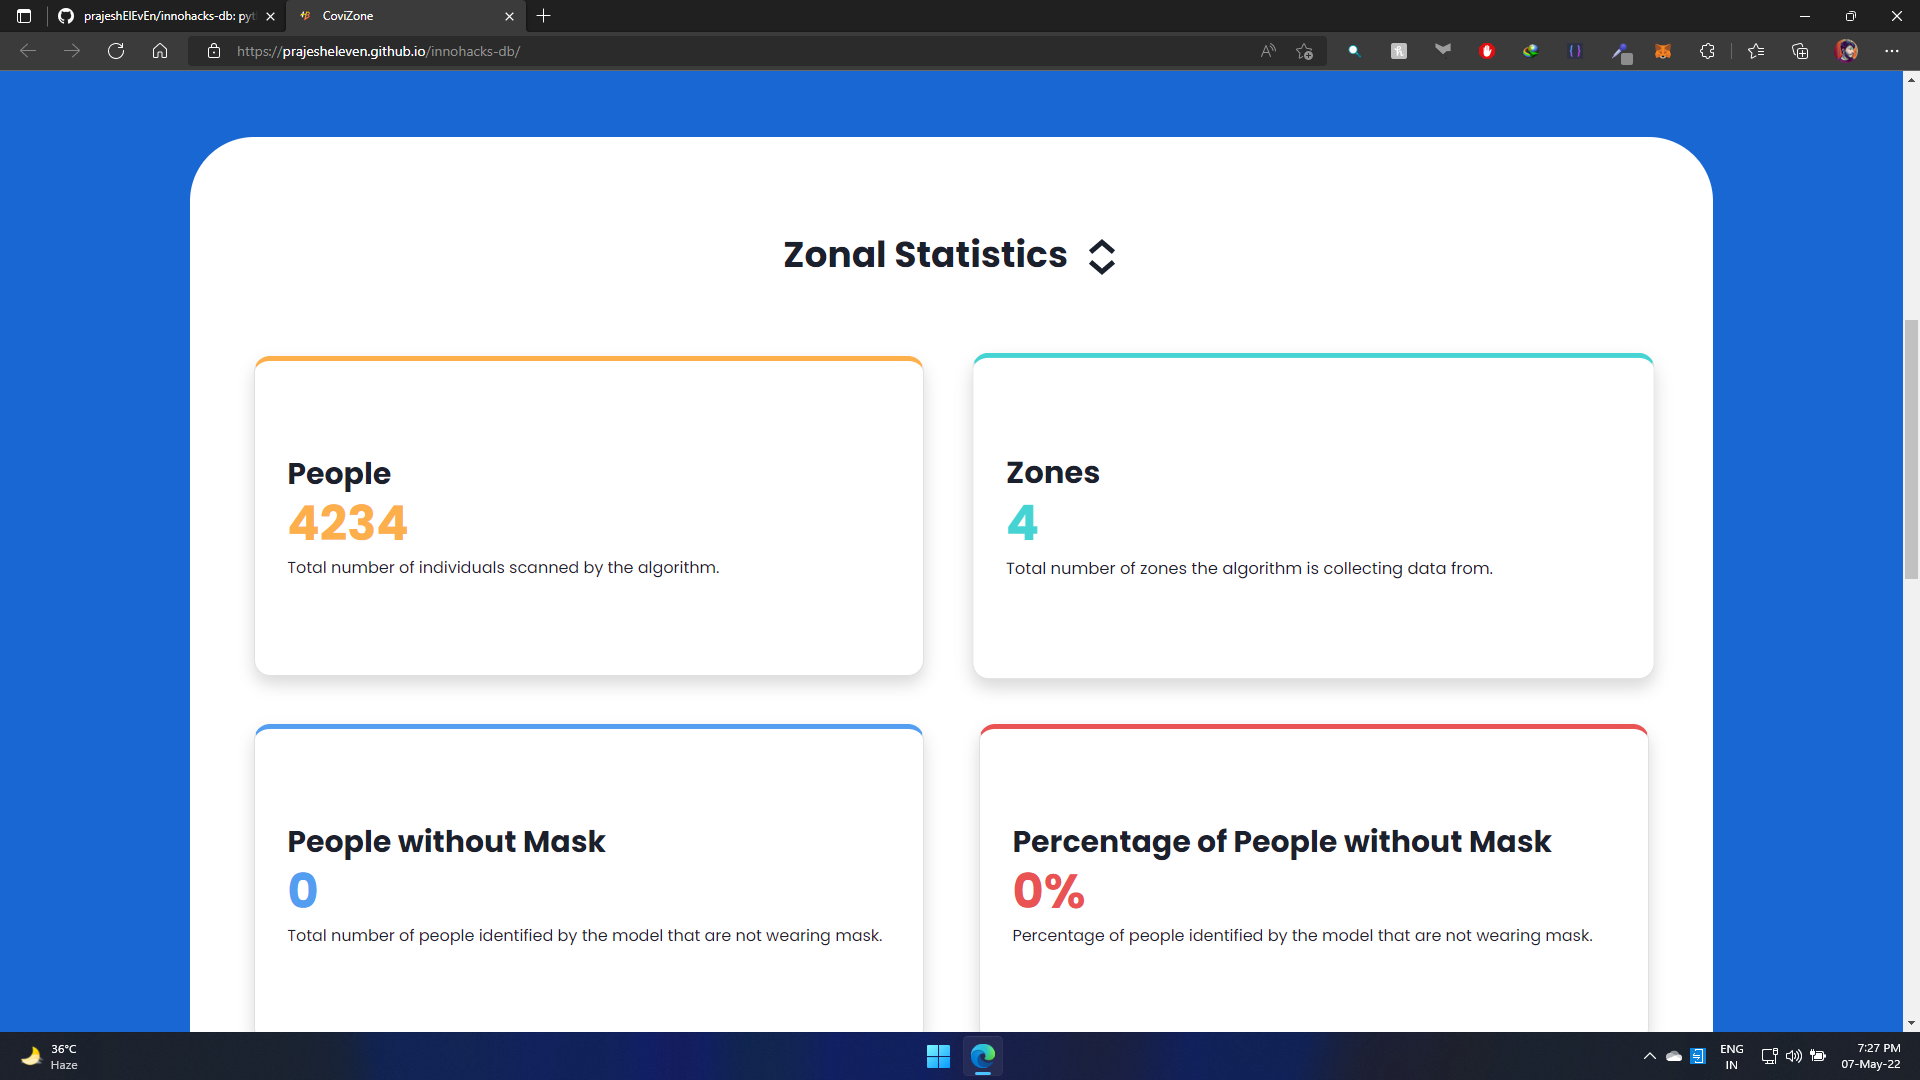 prajeshElEvEn/innohacks-db: pyt
CoviZone
https://prajesheleven.github.io/innohacks-db/
Zonal Statistics
People
4234
Total number of individuals scanned by the algorithm.
Zones
4
Total number of zones the algorithm is collecting data from.
People without Mask
0
Total number of people identified by the model that are not wearing mask.
Percentage of People without Mask
0%
Percentage of people identified by the model that are not wearing mask.
36°C
Haze
ENG
IN
7:27 PM
07-May-22